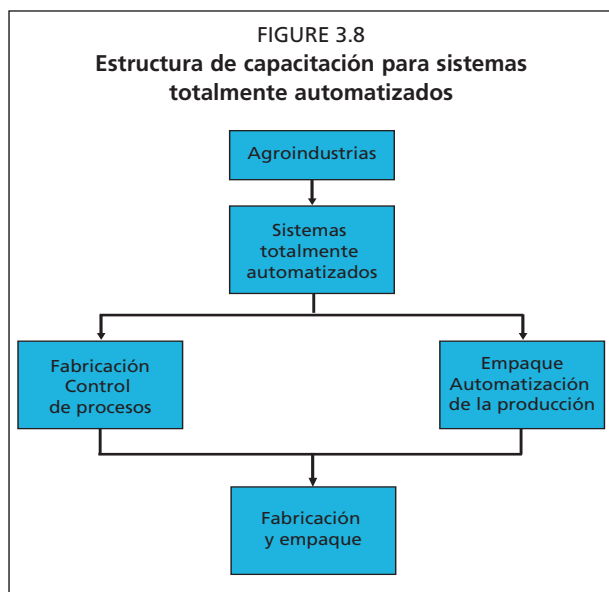 FIGURE 3.8
Estructura de capacitación para sistemas
totalmente automatizados
Agroindustrias
Sistemas
totalmente
automatizados
Fabricación
Control
de procesos
Empaque
Automatización
de la producción
Fabricación
y empaque